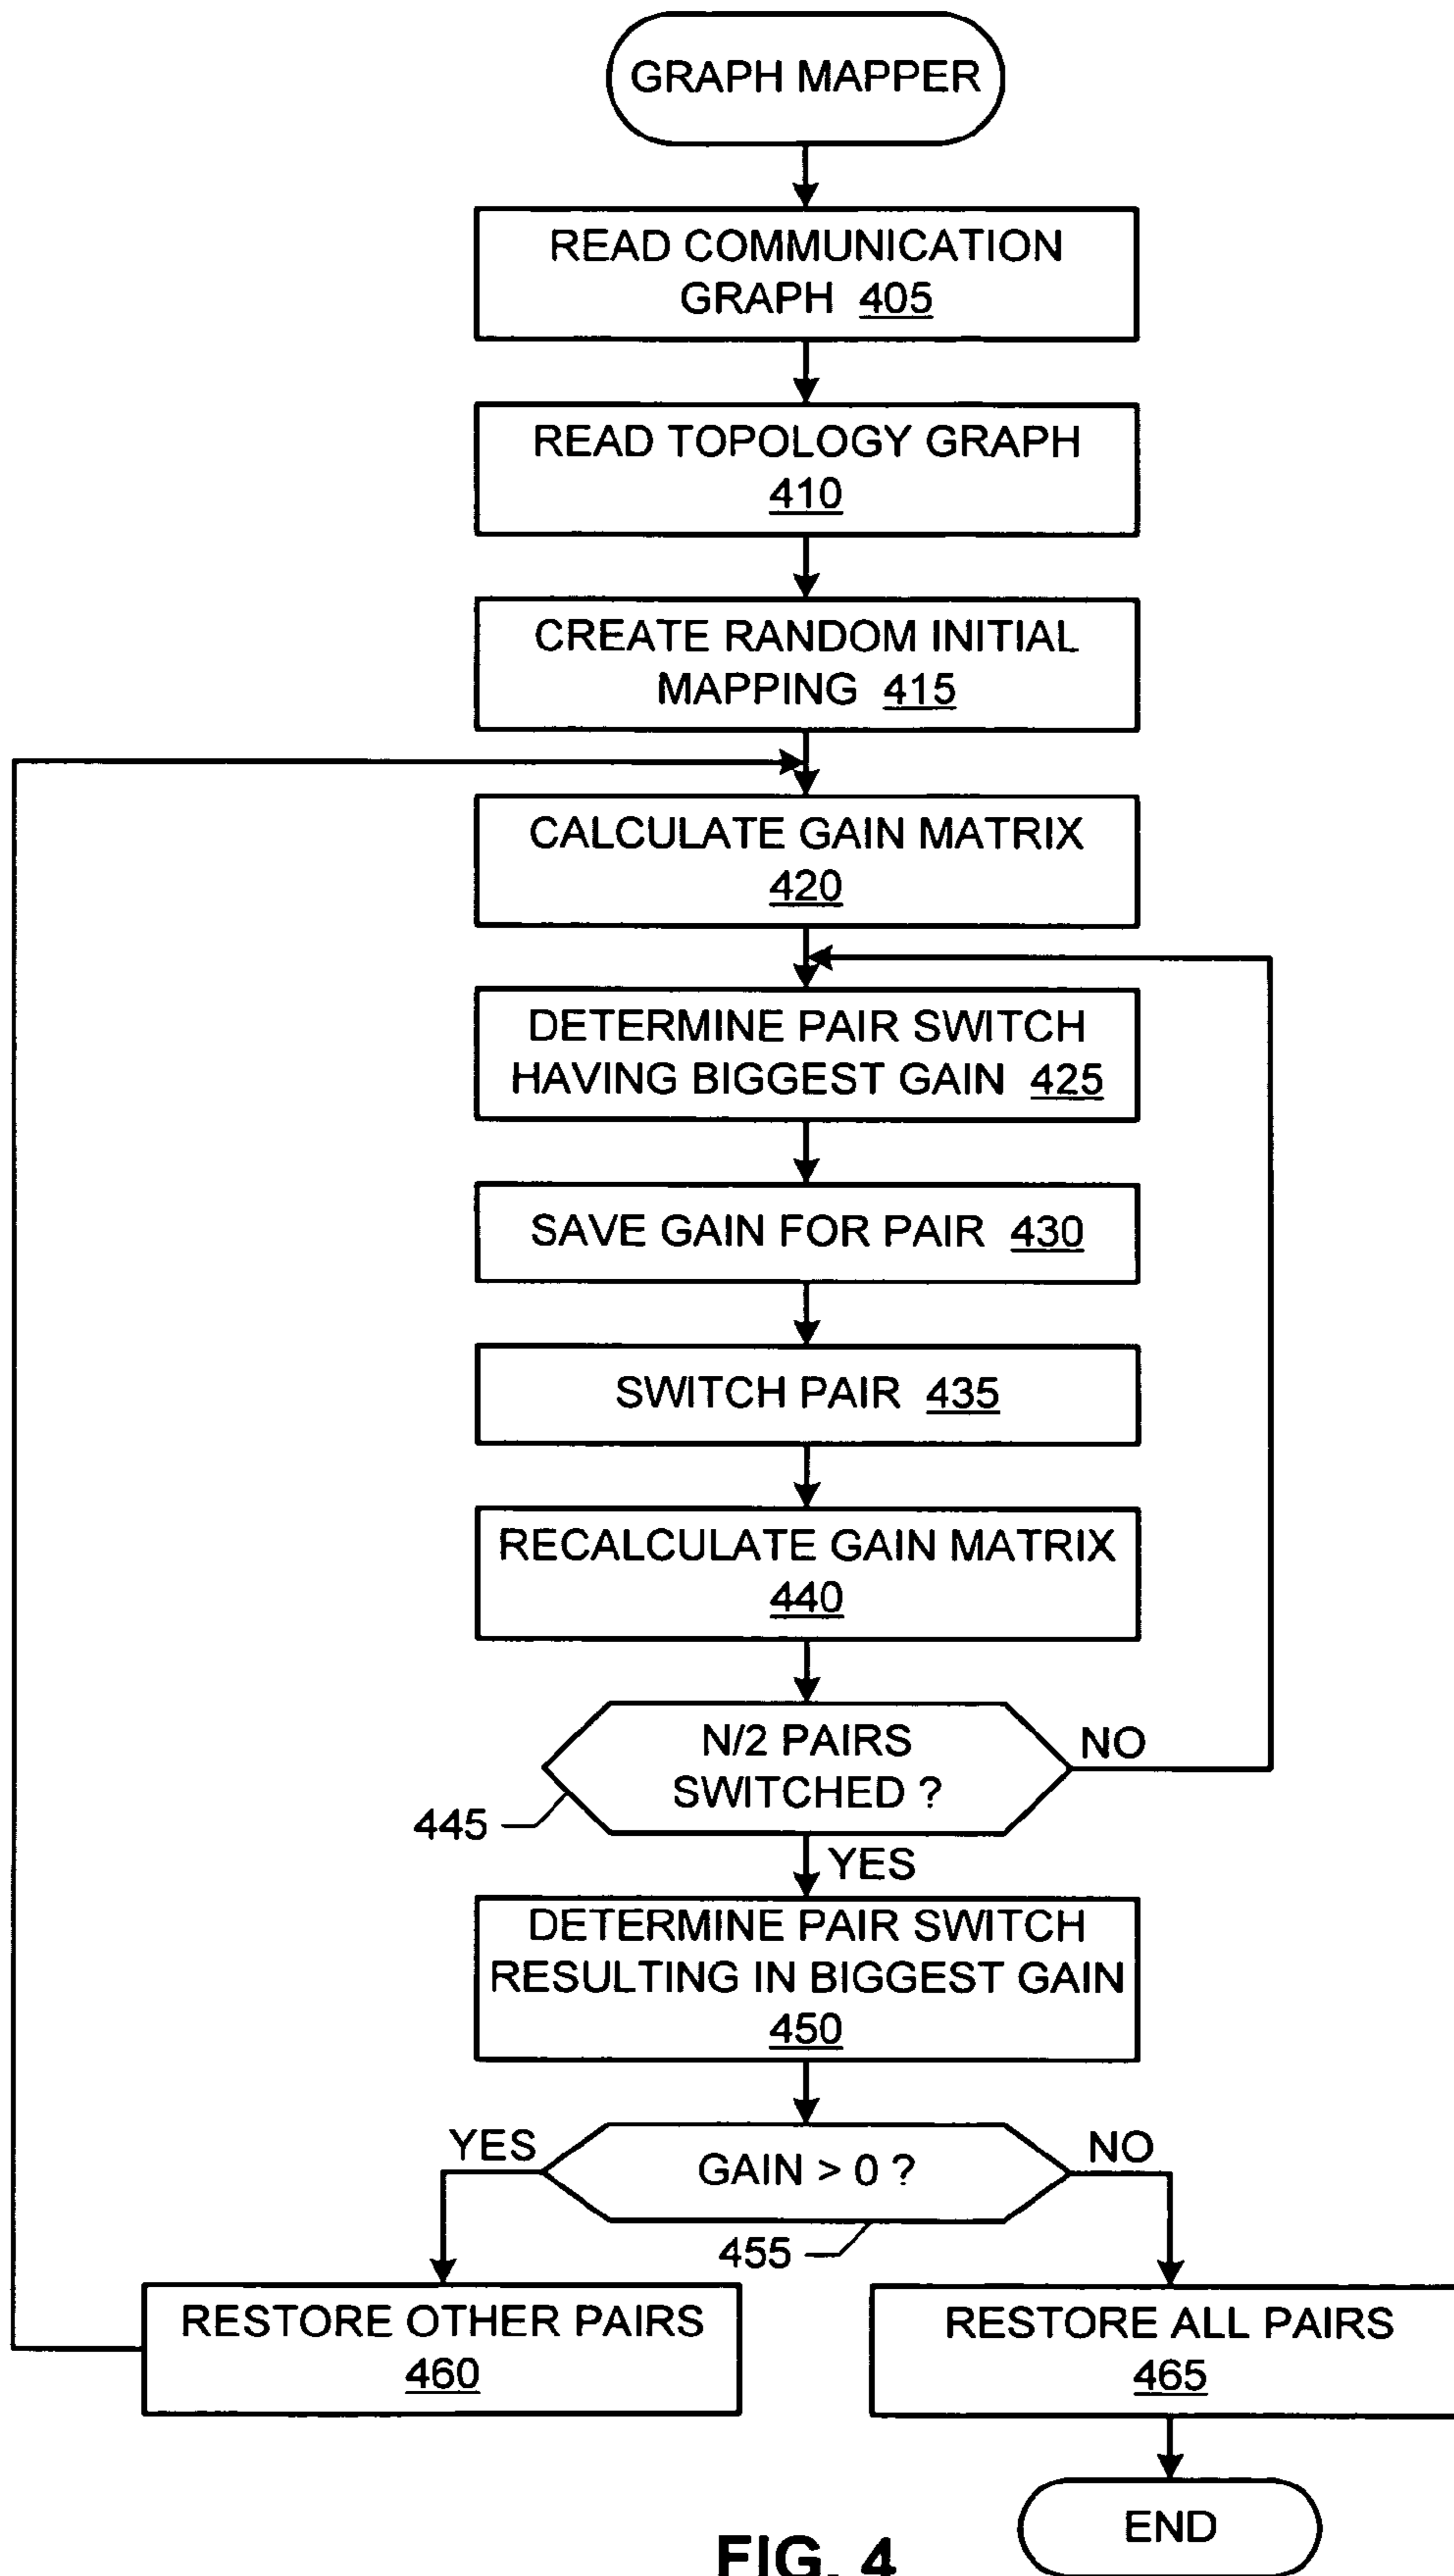 GRAPH MAPPER
READ COMMUNICATION
GRAPH 405
READ TOPOLOGY GRAPH
410
CREATE RANDOM INITIAL
MAPPING 415
CALCULATE GAIN MATRIX
420
DETERMINE PAIR SWITCH
HAVING BIGGEST GAIN 425
SAVE GAIN FOR PAIR 430
SWITCH PAIR 435
RECALCULATE GAIN MATRIX
440
N/2 PAIRS
SWITCHED ?
NO
445
YES
DETERMINE PAIR SWITCH
RESULTING IN BIGGEST GAIN
450
YES
GAIN > 0 ?
NO
455
RESTORE OTHER PAIRS
460
RESTORE ALL PAIRS
465
END
FIG. 4